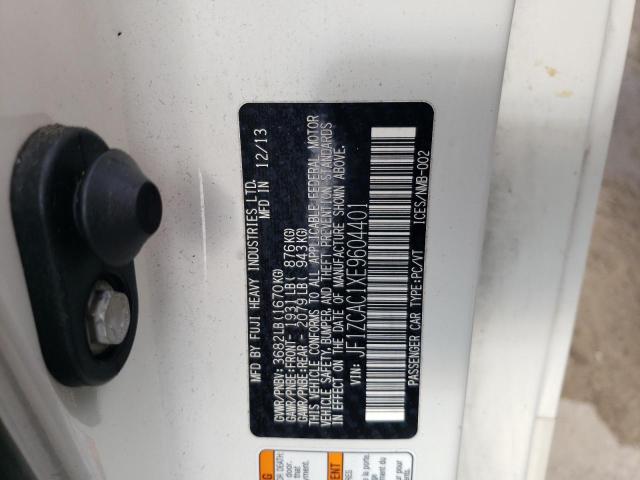 MFD BY FUJI HEAVY INDUSTRIES LTD.
MFD IN 12/13
GVWR/PNBV: 3682LB(1670KG)
GAWR/PNBE:FRONT- 1931LB( 876KG)
GAWR/PNBE:REAR - 2079LB( 943KG)
THIS VEHICLE CONFORMS TO ALL APPLICABLE FEDERAL MOTOR
VEHICLE SAFETY, BUMPER, AND THEFT PREVENTION STANDARDS
IN EFFECT ON THE DATE OF MANUFACTURE SHOWN ABOVE.
VIN: JF1ZCAC1XE9604401
PASSENGER CAR TYPE:PC/VT ICES/NMB-002
FOR DEATH
door.